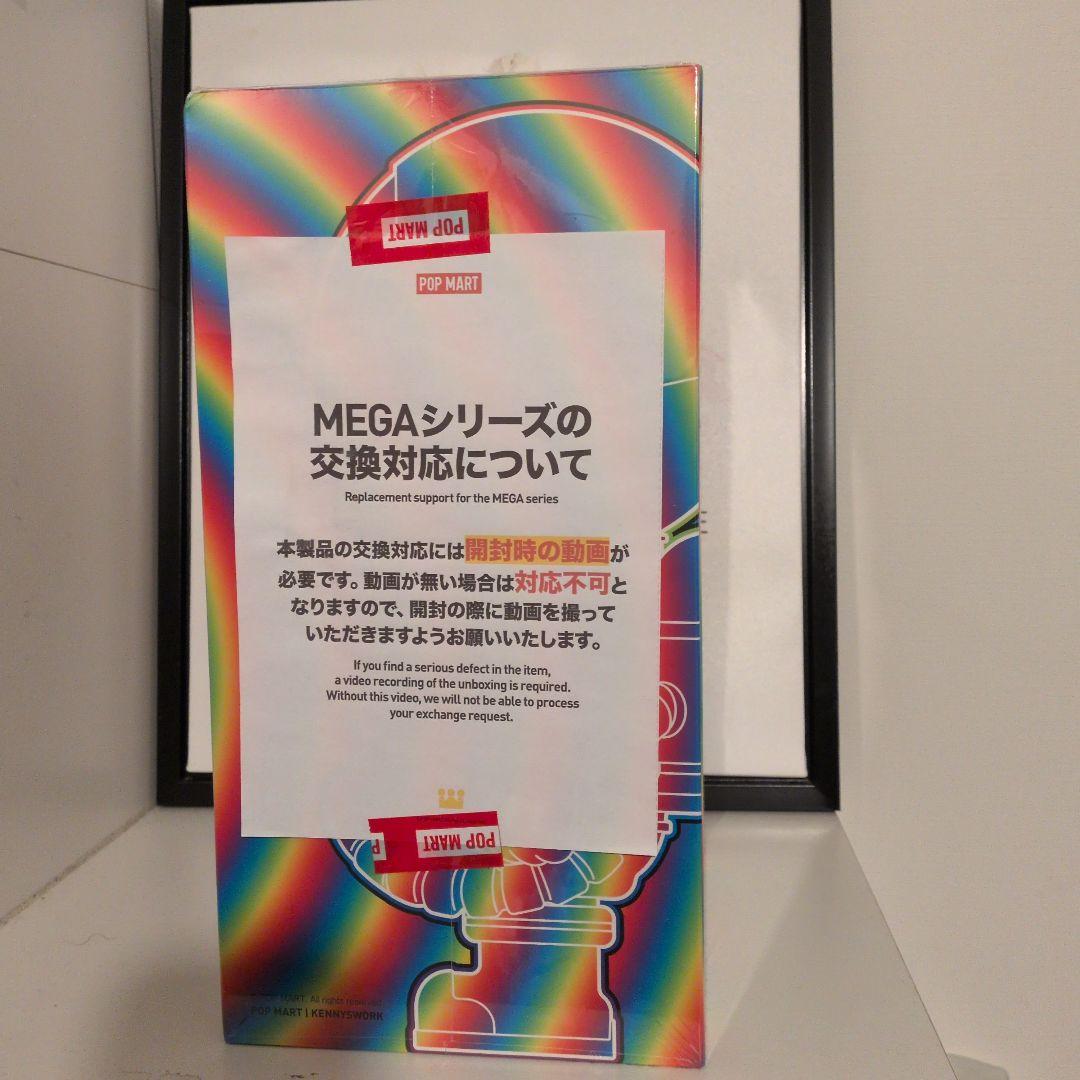 POP MART
POP MART
MEGAシリーズの
交換対応について
Replacement support for the MEGA series
本製品の交換対応には開封時の動画が
必要です。動画が無い場合は対応不可と
なりますので、開封の際に動画を撮って
いただきますようお願いいたします。
If you find a serious defect in the item,
a video recording of the unboxing is required.
Without this video, we will not be able to process
your exchange request.
POP MART
POP MART. All rights reserved.
POP MART | KENNYSWORK